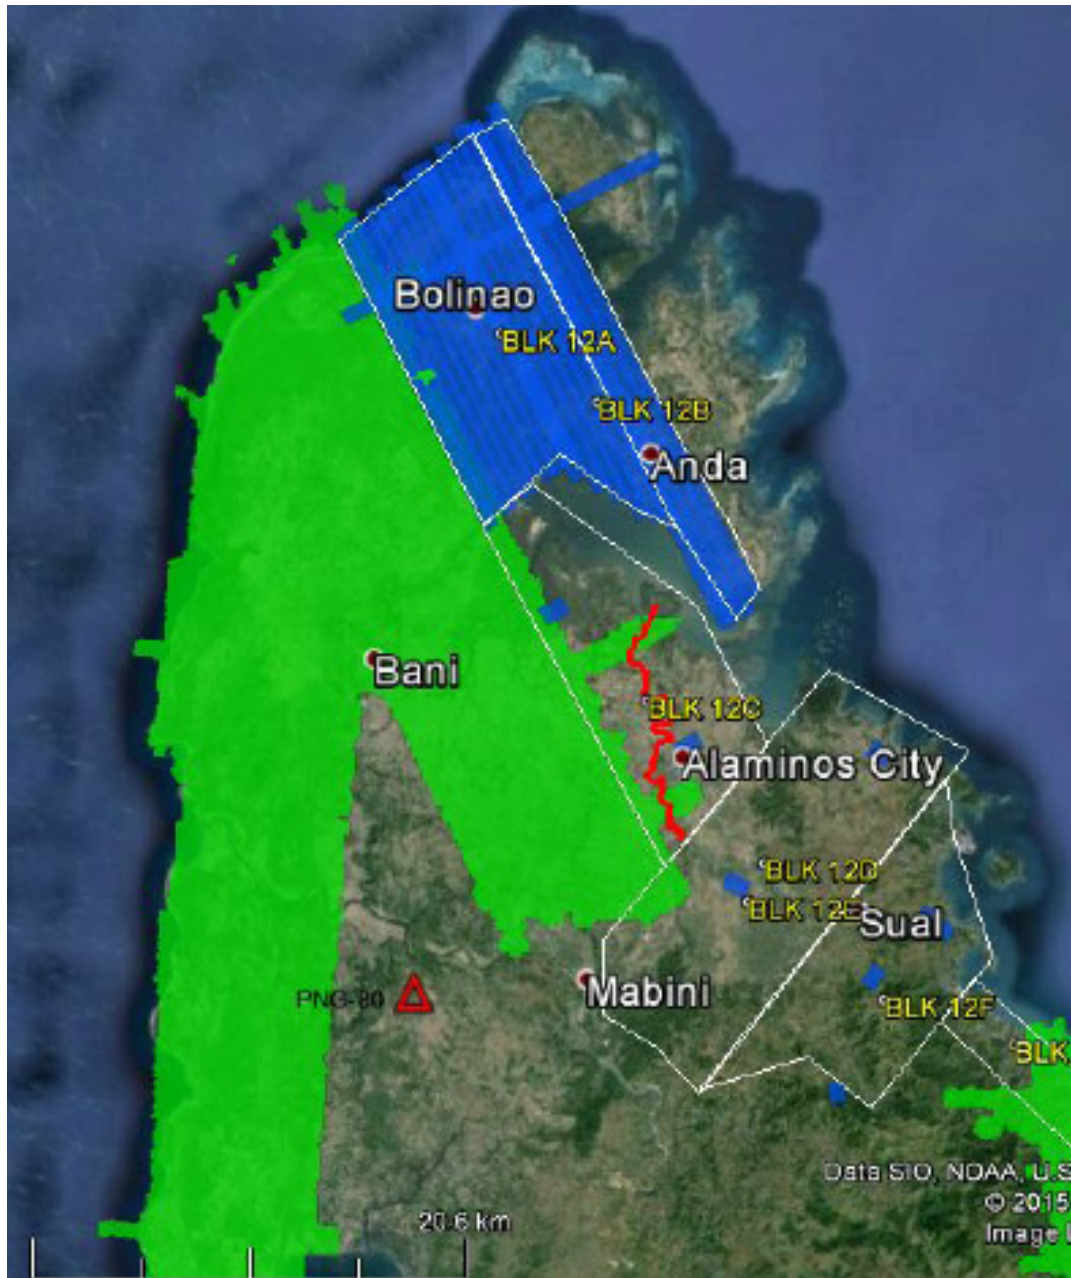 Bolinao
BLK 12A
BLK 12B
Anda
Bani
BLK 12C
Alaminos City
BLK 12D
BLK 12E
Sual
Mabini
PNG-80
BLK 12F
BLK
Data SIO, NOAA, U.S
20.6 km
© 2015
Image